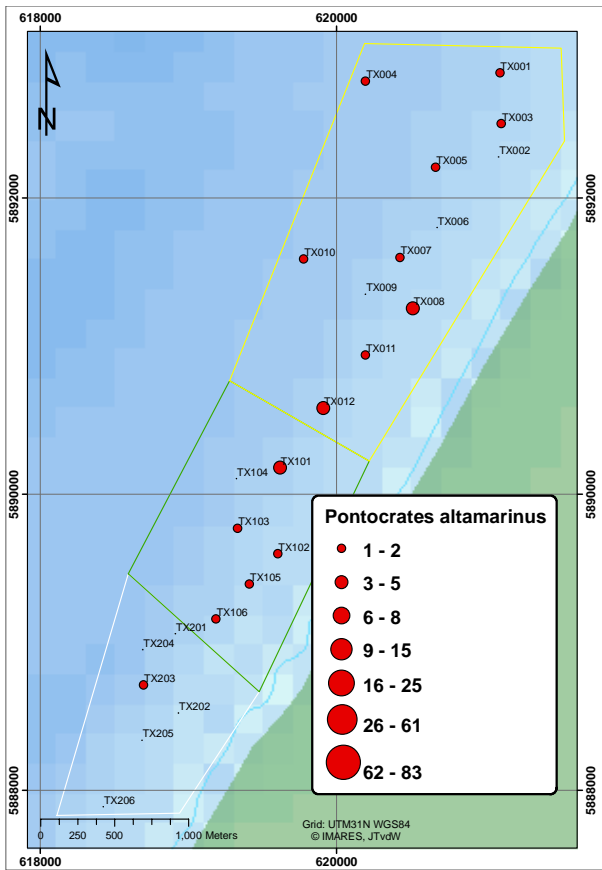 618000
620000
TX001
TX004
TX003
TX002
TX005
5892000
5892000
N
TX006
TX007
TX010
TX009
TX008
TX011
TX012
TX101
TX104
5890000
5890000
TX103
TX102
TX105
TX106
TX201
TX204
TX203
TX202
TX205
TX206
Pontocrates altamarinus
1 - 2
3 - 5
6 - 8
9 - 15
16 - 25
26 - 61
62 - 83
5888000
5888000
0 250 500 1,000 Meters
Grid: UTM31N WGS84
© IMARES, JTvdW
618000
620000